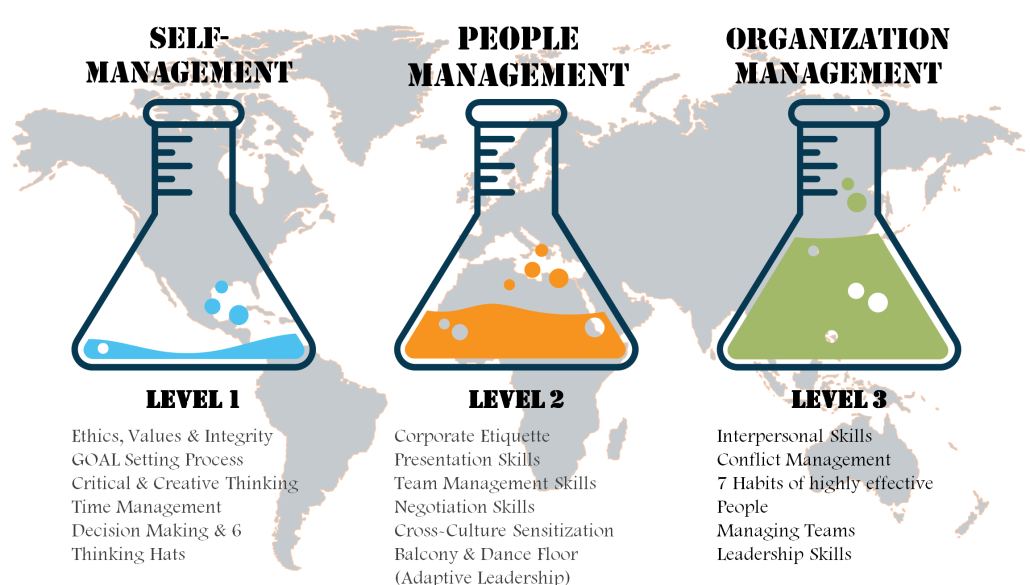 SELF-
MANAGEMENT
LEVEL 1
Ethics, Values & Integrity
GOAL Setting Process
Critical & Creative Thinking
Time Management
Decision Making & 6
Thinking Hats
PEOPLE
MANAGEMENT
LEVEL 2
Corporate Etiquette
Presentation Skills
Team Management Skills
Negotiation Skills
Cross-Culture Sensitization
Balcony & Dance Floor
(Adaptive Leadership)
ORGANIZATION
MANAGEMENT
LEVEL 3
Interpersonal Skills
Conflict Management
7 Habits of highly effective
People
Managing Teams
Leadership Skills